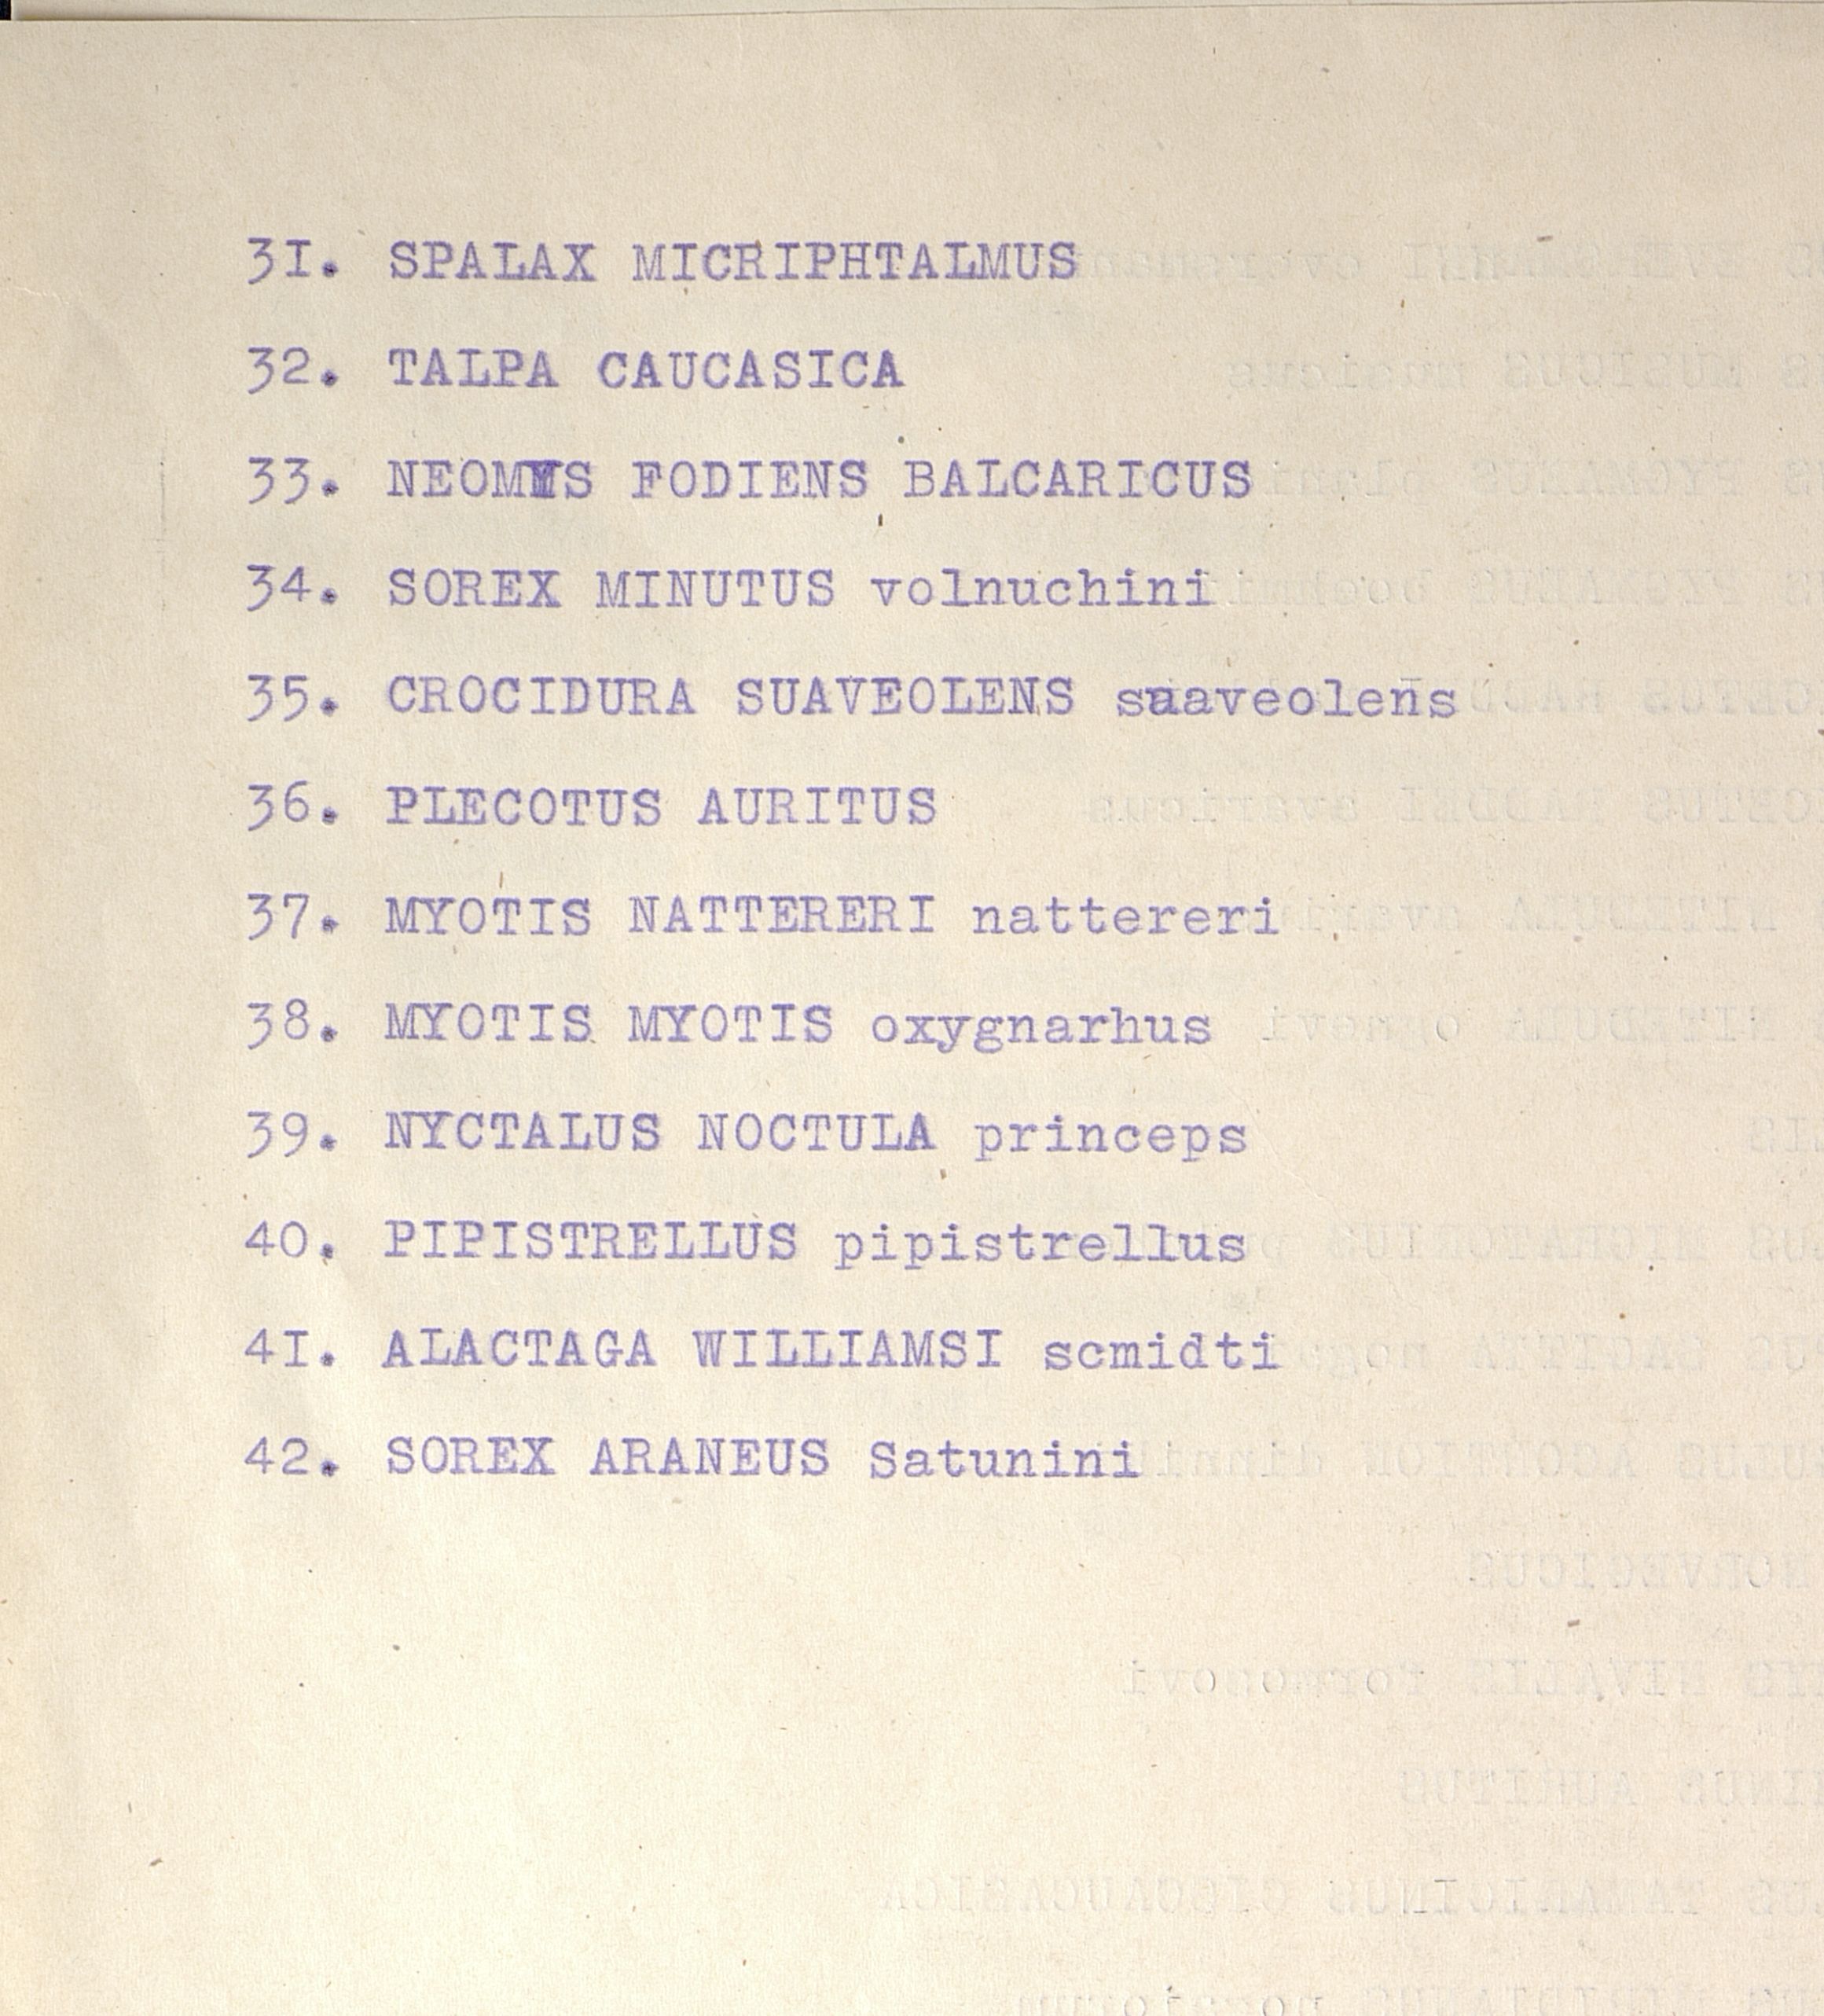 3I. SPALAX MICRIPHTALMUS
32. TALPA CAUCASICA
33. NEOMYS FODIENS BALCARICUS
34. SOREX MINUTUS volnuchini
35. CROCIDURA SUAVEOLENS suaveolens
36. PLECOTUS AURITUS
37. MYOTIS NATTERERI nattereri
38. MYOTIS MYOTIS oxygnarhus
39. NYCTALUS NOCTULA princeps
40. PIPISTRELLUS pipistrellus
4I. ALACTAGA WILLIAMSI scmidti
42. SOREX ARANEUS Satunini